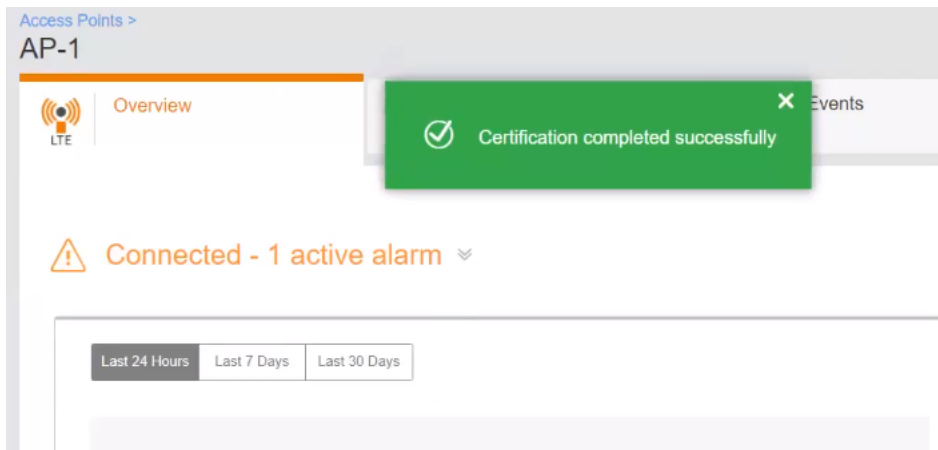 Access Points >
AP-1
LTE
Overview
Certification completed successfully
Events
Connected - 1 active alarm
Last 24 Hours
Last 7 Days
Last 30 Days